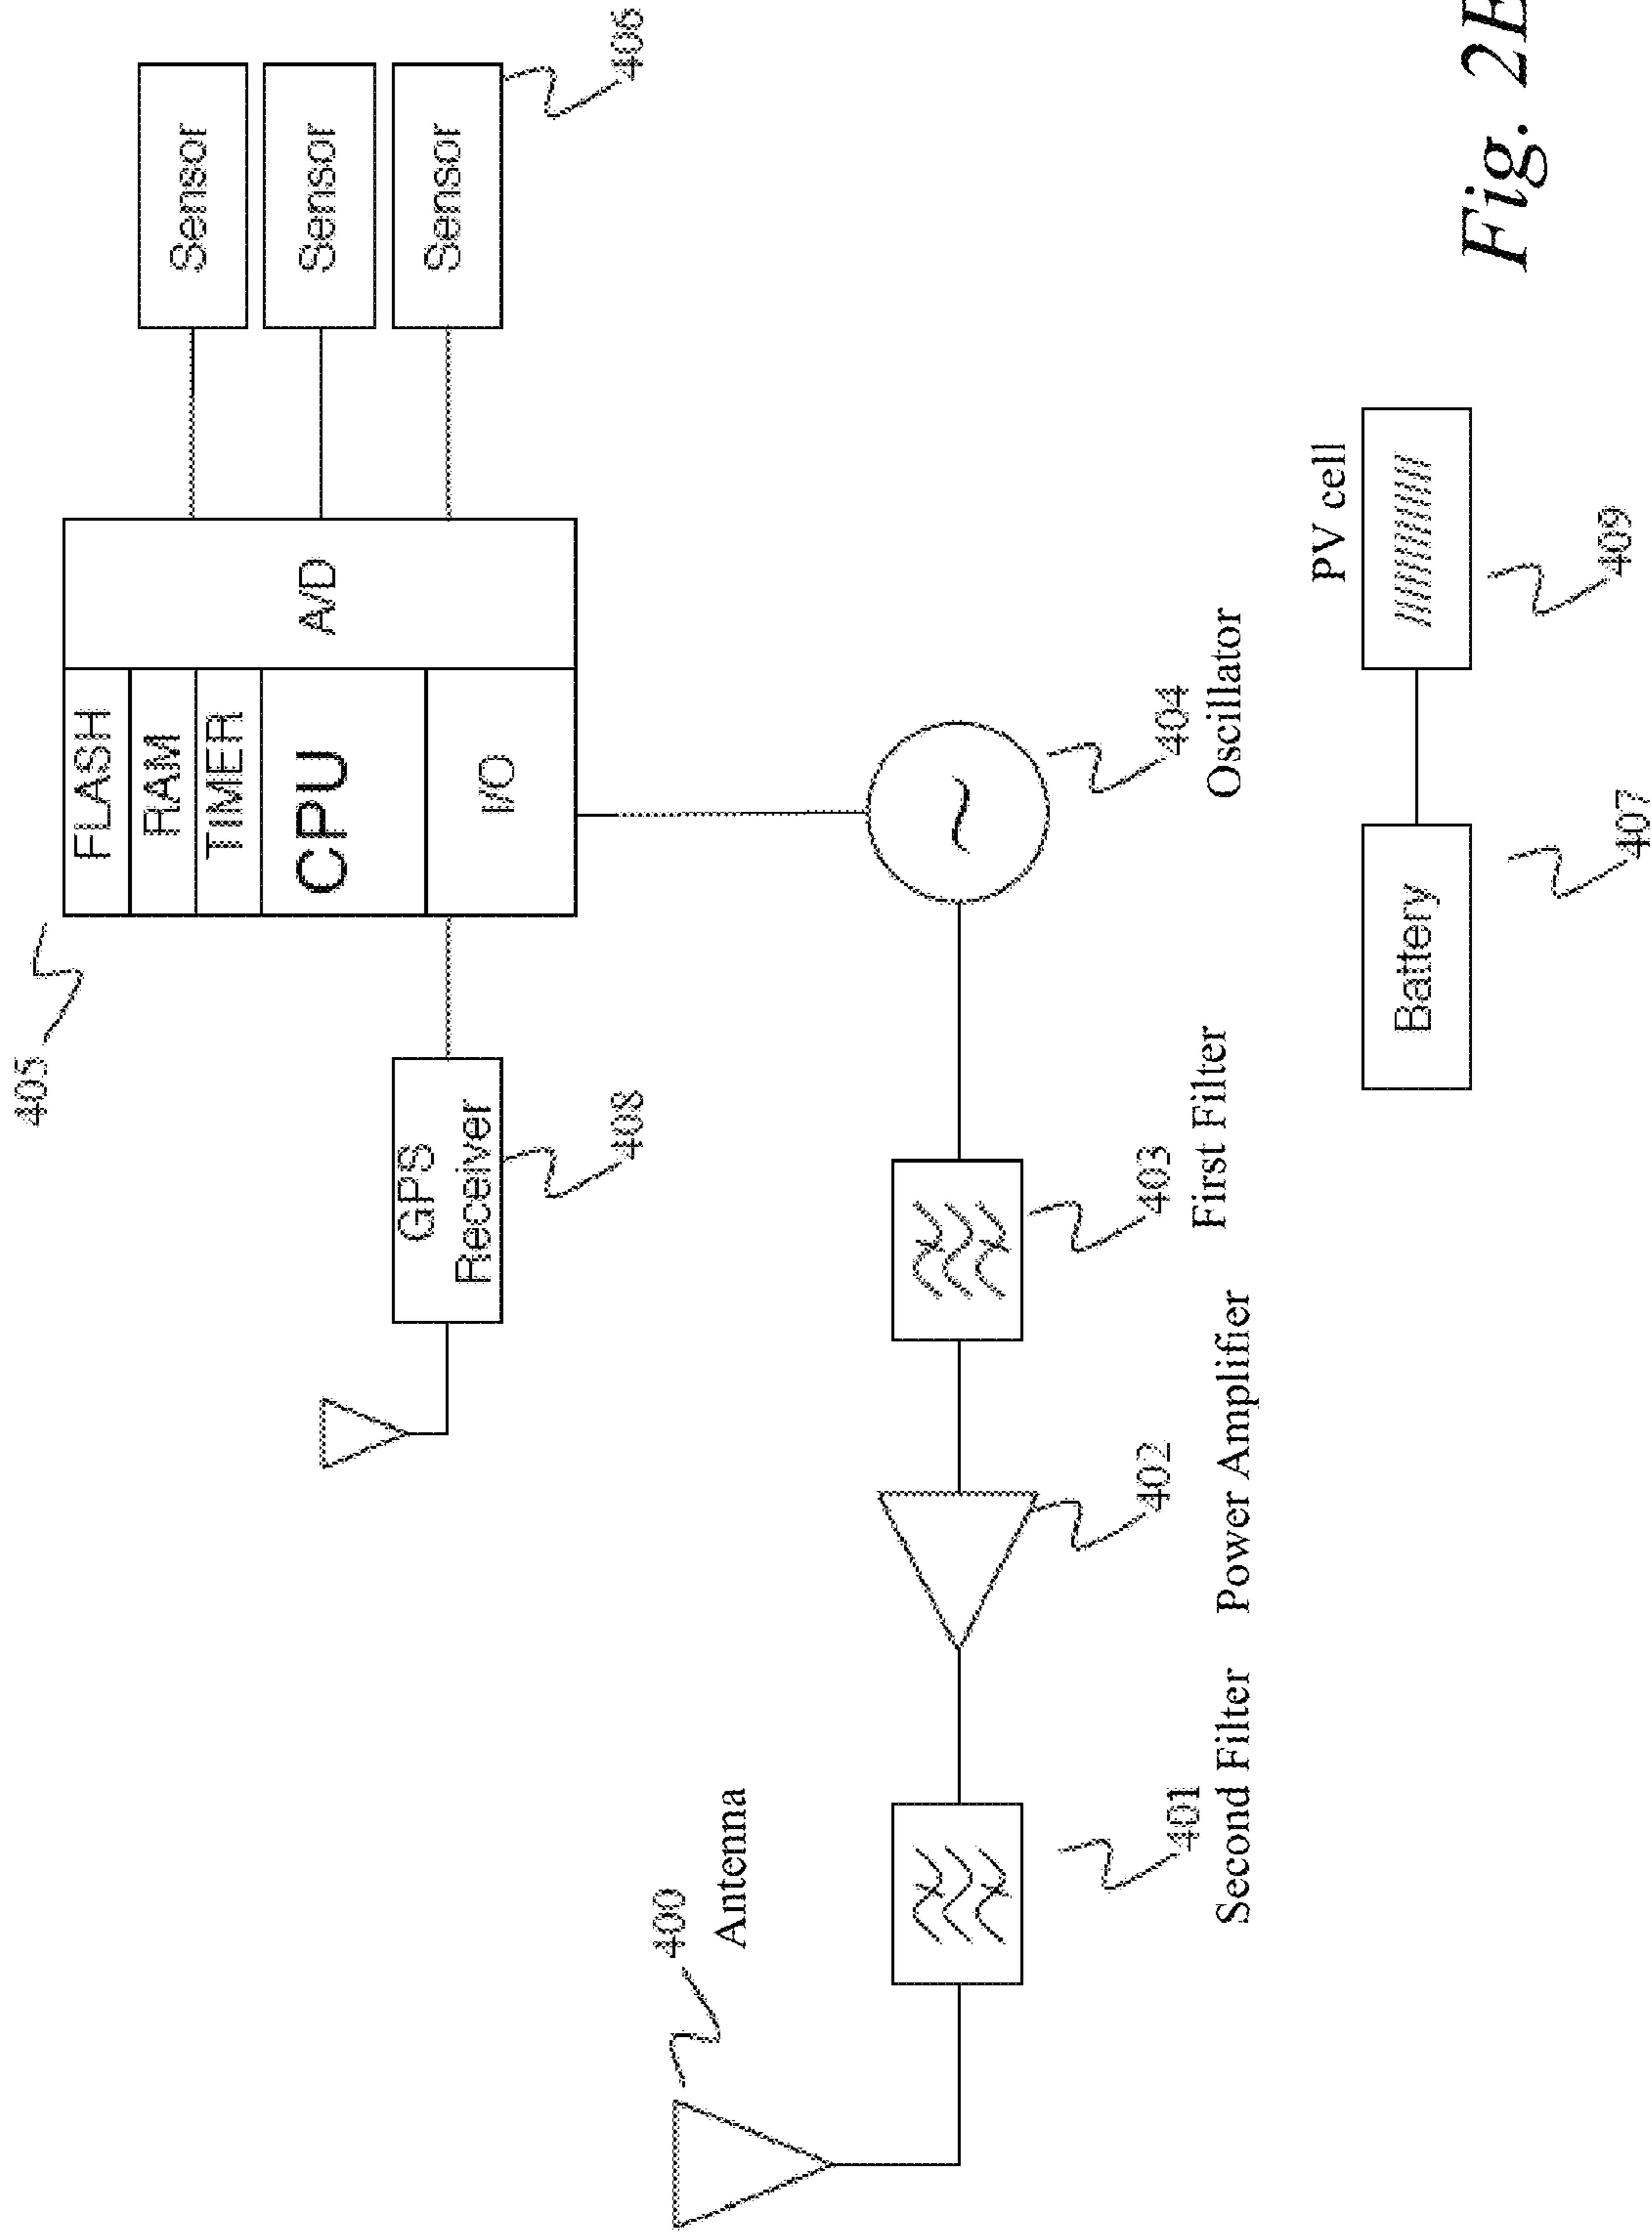 405
FLASH
RAM
TIMER
CPU
I/O
A/D
Sensor
Sensor
Sensor
406
GPS
Receiver
408
400
Antenna
401
Second Filter
402
Power Amplifier
403
First Filter
404
Oscillator
Battery
407
PV cell
409
Fig. 2E